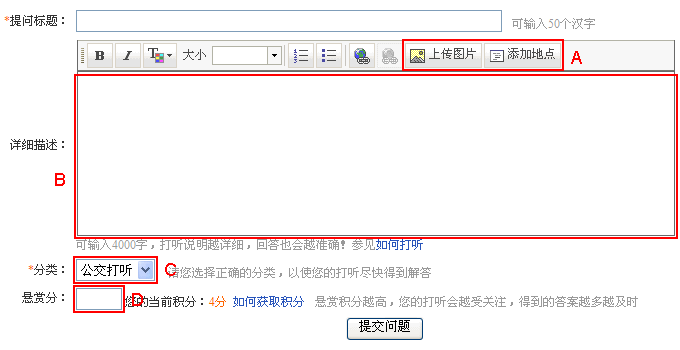 *提问标题： 可输入50个汉字
B I T 大小 上传图片 添加地点 A
详细描述：
B
可输入4000字，打听说明越详细，回答也会越准确！参见如何打听
*分类： 公交打听 C 请您选择正确的分类，以使您的打听尽快得到解答
悬赏分： D 您的当前积分：4分 如何获取积分 悬赏积分越高，您的打听会越受关注，得到的答案越多越及时
提交问题